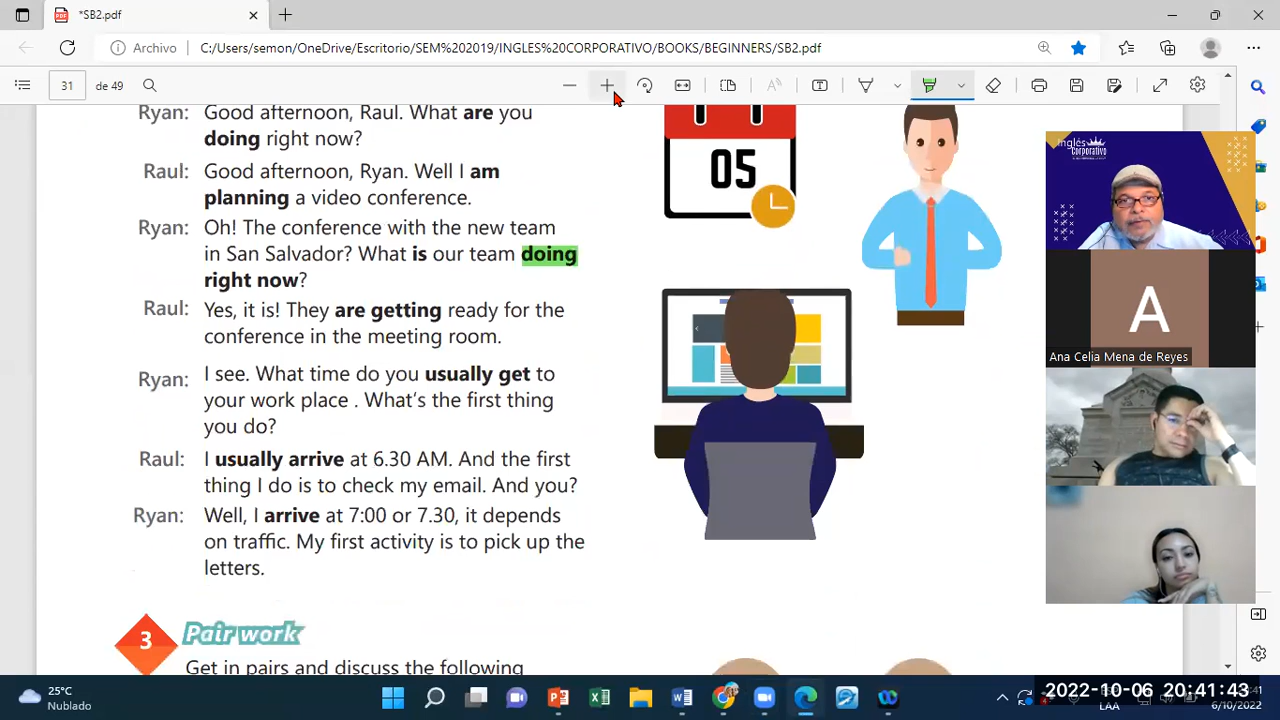 *SB2.pdf
Archivo
C:/Users/semon/OneDrive/Escritorio/SEM%202019/INGLES%20CORPORATIVO/BOOKS/BEGINNERS/SB2.pdf
31 de 49
Ryan: Good afternoon, Raul. What are you
doing right now?
Raul: Good afternoon, Ryan. Well I am
planning a video conference.
Ryan: Oh! The conference with the new team
in San Salvador? What is our team doing
right now?
Raul: Yes, it is! They are getting ready for the
conference in the meeting room.
Ryan: I see. What time do you usually get to
your work place . What's the first thing
you do?
Raul: I usually arrive at 6.30 AM. And the first
thing I do is to check my email. And you?
Ryan: Well, I arrive at 7:00 or 7.30, it depends
on traffic. My first activity is to pick up the
letters.
3 Pair work
Get in pairs and discuss the following
05
Inglés
Corporativo
A
Ana Celia Mena de Reyes
25°C
Nublado
LAA
2022-10-06 20:41:43
6/10/2022